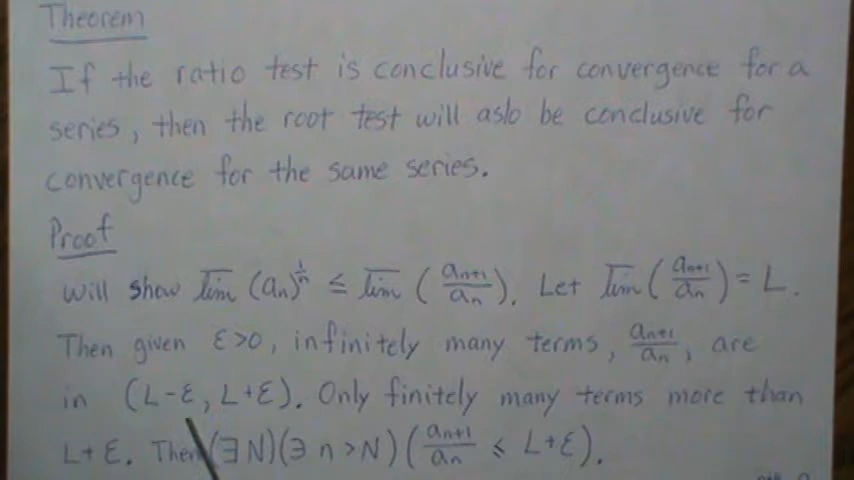 Theorem
If the ratio test is conclusive for convergence for a
series, then the root test will aslo be conclusive for
convergence for the same series.
Proof
Will show lim̅ (aₙ)^(1/n) ≤ lim̅ (aₙ₊₁/aₙ). Let lim̅ (aₙ₊₁/aₙ) = L.
Then given ε>0, infinitely many terms, aₙ₊₁/aₙ, are
in (L-ε, L+ε). Only finitely many terms more than
L+ε. Then (∃ N)(∃ n>N)(aₙ₊₁/aₙ ≤ L+ε).